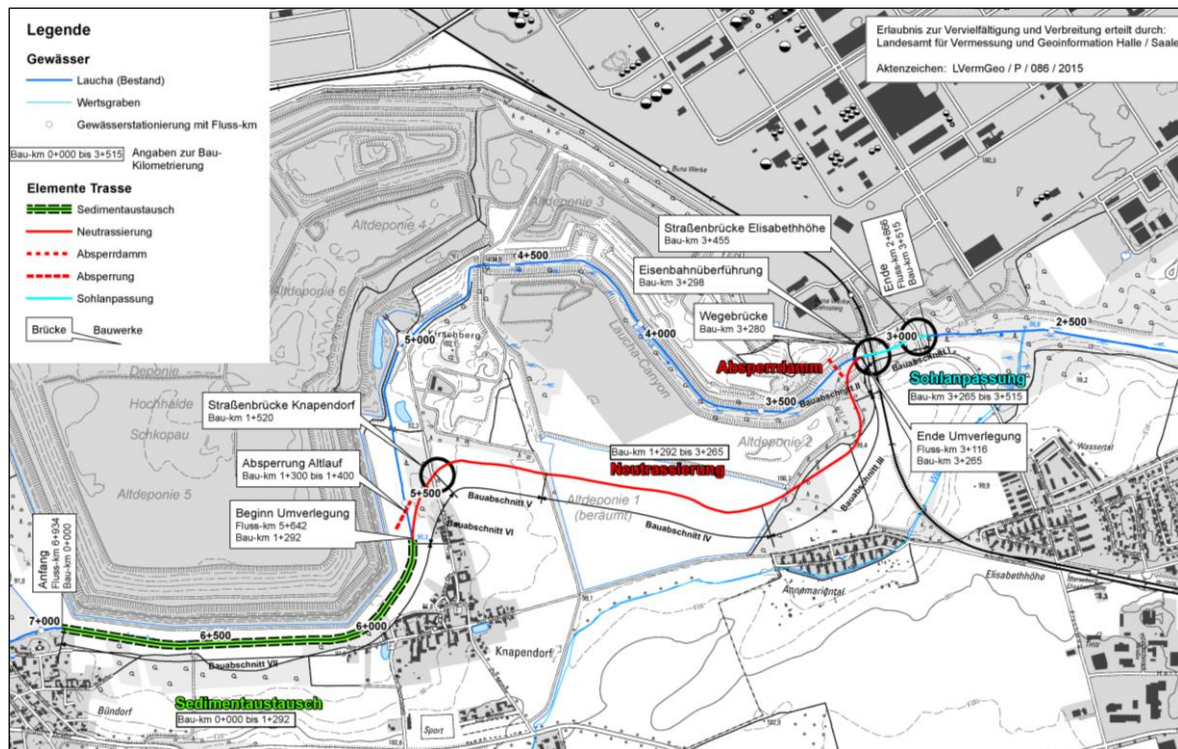 Legende
Gewässer
Laucha (Bestand)
Wertsgraben
Gewässerstationierung mit Fluss-km
Bau-km 0+000 bis 3+515
Angaben zur Bau-
Kilometrierung
Elemente Trasse
Sedimentaustausch
Neutrassierung
Absperrdamm
Absperrung
Sohlanpassung
Brücke
Bauwerke
Erlaubnis zur Vervielfältigung und Verbreitung erteilt durch:
Landesamt für Vermessung und Geoinformation Halle / Saale
Aktenzeichen: LVermGeo / P / 086 / 2015
Buna Werke
Altdeponie 3
Altdeponie 4
Altdeponie 6
Straßenbrücke Elisabethhöhe
Bau-km 3+455
Ende
Fluss-km 2+866
Bau-km 3+515
Eisenbahnüberführung
Bau-km 3+298
Wegebrücke
Bau-km 3+280
4+500
4+000
5+000
3+000
2+500
3+500
Kirschberg
Laucha-Canyon
Absperrdamm
Bauabschnitt I
Bauabschnitt II
Sohlanpassung
Bau-km 3+265 bis 3+515
98,2
Deponie
Hochhalde
Schkopau
Altdeponie 5
Straßenbrücke Knapendorf
Bau-km 1+520
92,3
Altdeponie 2
Bau-km 1+292 bis 3+265
Neutrassierung
Ende Umverlegung
Fluss-km 3+116
Bau-km 3+265
Wassertal
99,9
Absperrung Altlauf
Bau-km 1+300 bis 1+400
5+500
Bauabschnitt V
Altdeponie 1
(beräumt)
Bauabschnitt III
Bauabschnitt IV
Beginn Umverlegung
Fluss-km 5+642
Bau-km 1+292
Bauabschnitt VI
Anfang
Fluss-km 6+934
Bau-km 0+000
Annemariental
Elisabethhöhe
7+000
6+500
6+000
Bauabschnitt VII
Knapendorf
Bündorf
Sedimentaustausch
Bau-km 0+000 bis 1+292
Sport